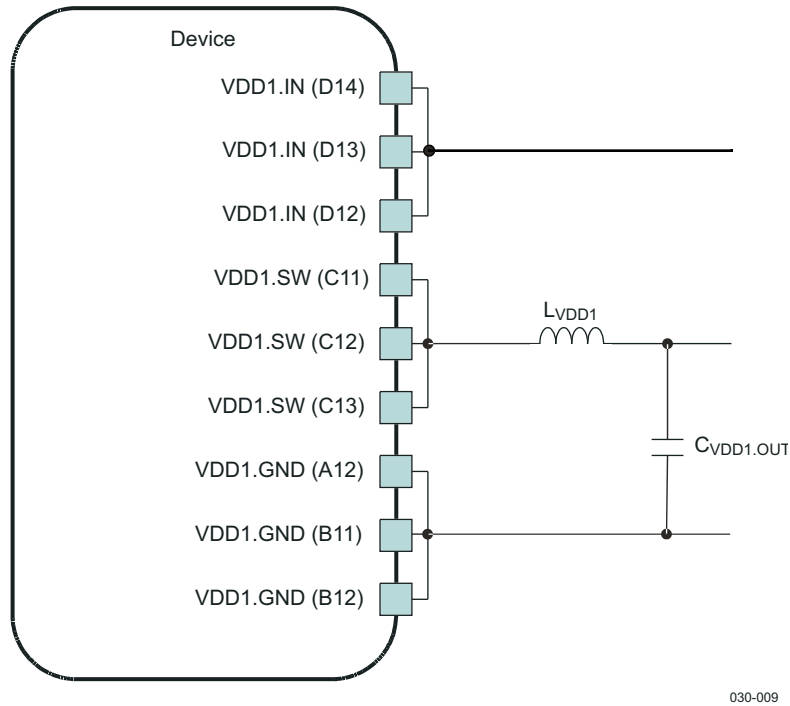 Device
VDD1.IN (D14)
VDD1.IN (D13)
VDD1.IN (D12)
VDD1.SW (C11)
LVDD1
VDD1.SW (C12)
VDD1.SW (C13)
CVDD1.OUT
VDD1.GND (A12)
VDD1.GND (B11)
VDD1.GND (B12)
030-009